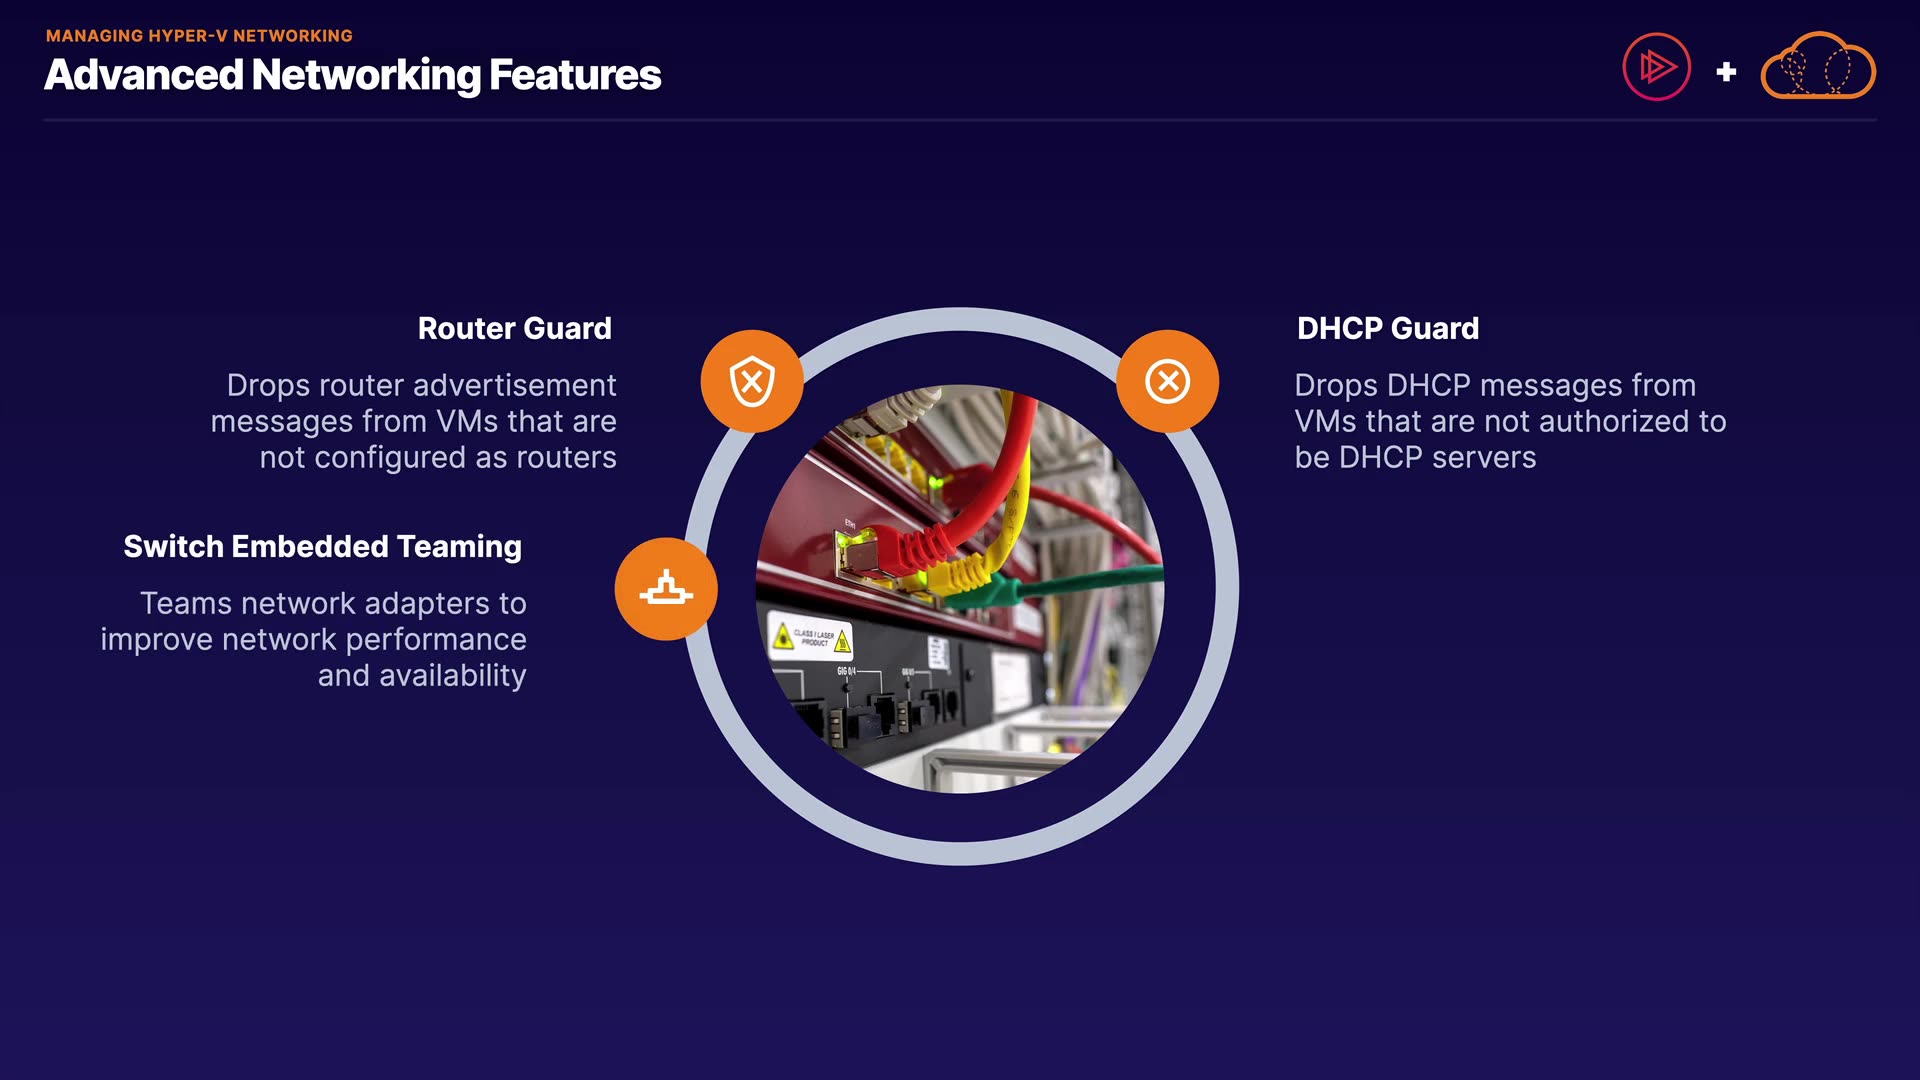 MANAGING HYPER-V NETWORKING
Advanced Networking Features
Router Guard
Drops router advertisement
messages from VMs that are
not configured as routers
DHCP Guard
Drops DHCP messages from
VMs that are not authorized to
be DHCP servers
Switch Embedded Teaming
Teams network adapters to
improve network performance
and availability
ETH1
CLASS I LASER
PRODUCT
GIG 0/4